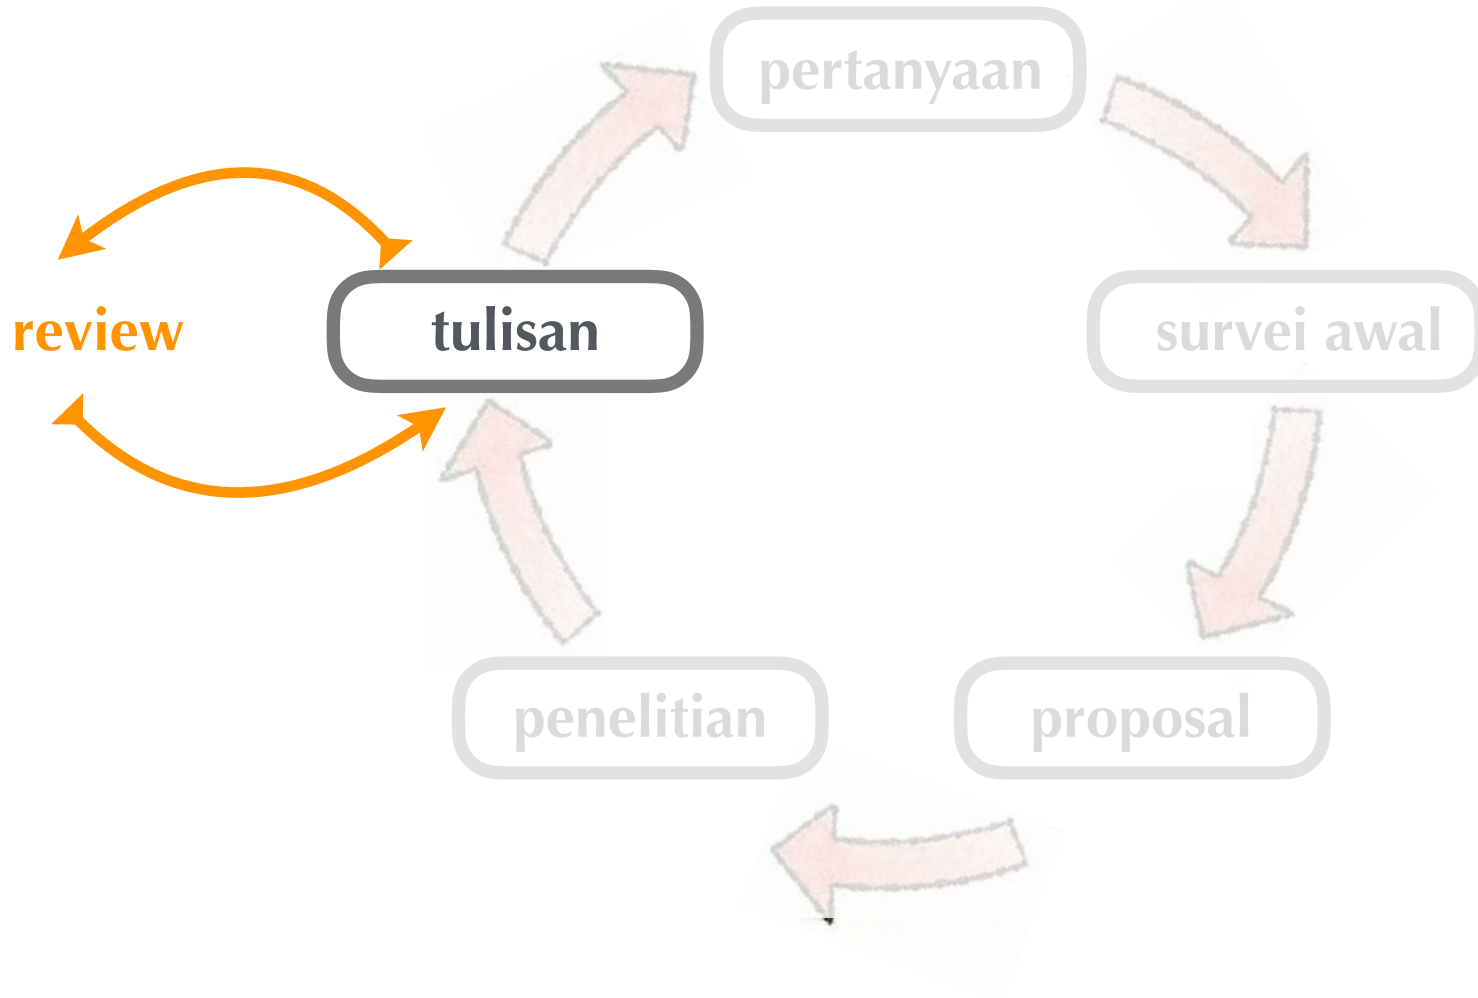 pertanyaan
review
tulisan
survei awal
penelitian
proposal